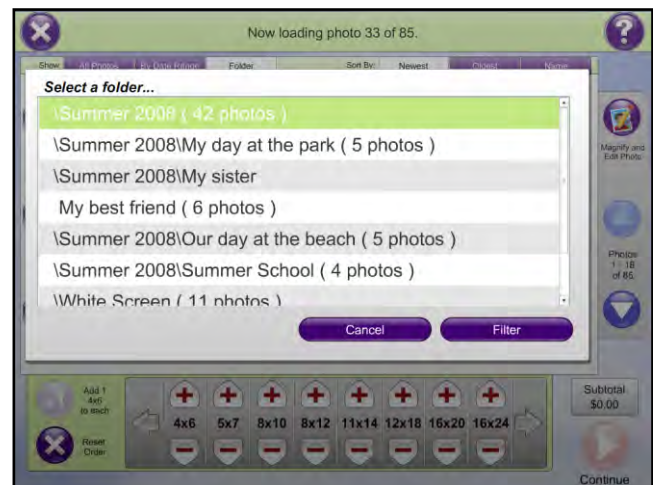 Now loading photo 33 of 85.
?
Show: All Photos By Date Range Folder Sort By: Newest Oldest Name
Select a folder...
\Summer 2008 ( 42 photos )
\Summer 2008\My day at the park ( 5 photos )
\Summer 2008\My sister
My best friend ( 6 photos )
\Summer 2008\Our day at the beach ( 5 photos )
\Summer 2008\Summer School ( 4 photos )
\White Screen ( 11 photos )
Cancel Filter
Magnify and
Edit Photo
Photos
1 - 18
of 85
Add 1
4x6
to each
4x6 5x7 8x10 8x12 11x14 12x18 16x20 16x24
Reset
Order
Subtotal
$0.00
Continue